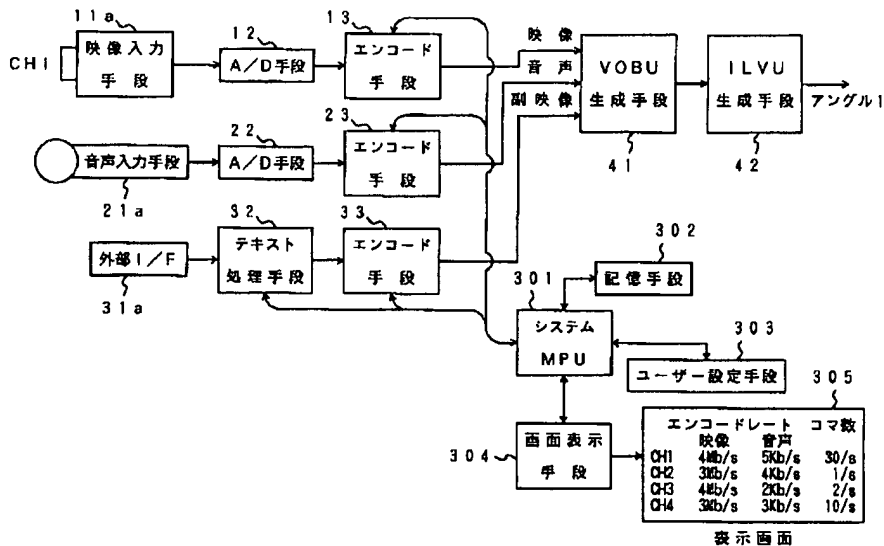 11a
映像入力
手段
CH1
12
A/D手段
13
エンコード
手段
映像
音声
副映像
VOBU
生成手段
41
ILVU
生成手段
42
アングル1
音声入力手段
21a
22
A/D手段
23
エンコード
手段
外部I/F
31a
32
テキスト
処理手段
33
エンコード
手段
301
システム
MPU
302
記憶手段
303
ユーザー設定手段
304
画面表示
手段
305
エンコードレート コマ数
映像 音声
CH1 4Mb/s 5Kb/s 30/s
CH2 3Mb/s 4Kb/s 1/s
CH3 4Mb/s 2Kb/s 2/s
CH4 3Mb/s 3Kb/s 10/s
表示画面